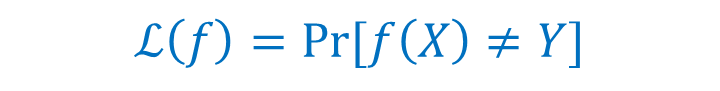 ℒ(𝑓) = Pr[𝑓(𝑋) ≠ 𝑌]